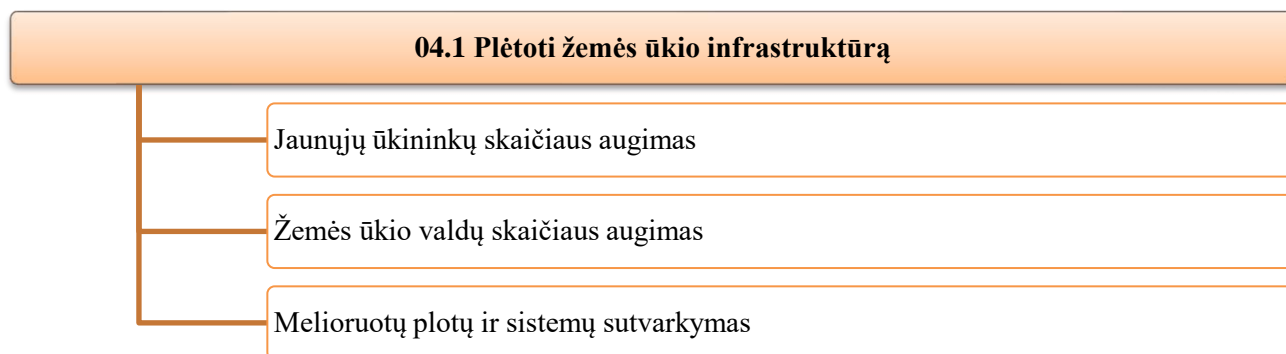 04.1 Plėtoti žemės ūkio infrastruktūrą
Jaunųjų ūkininkų skaičiaus augimas
Žemės ūkio valdų skaičiaus augimas
Melioruotų plotų ir sistemų sutvarkymas